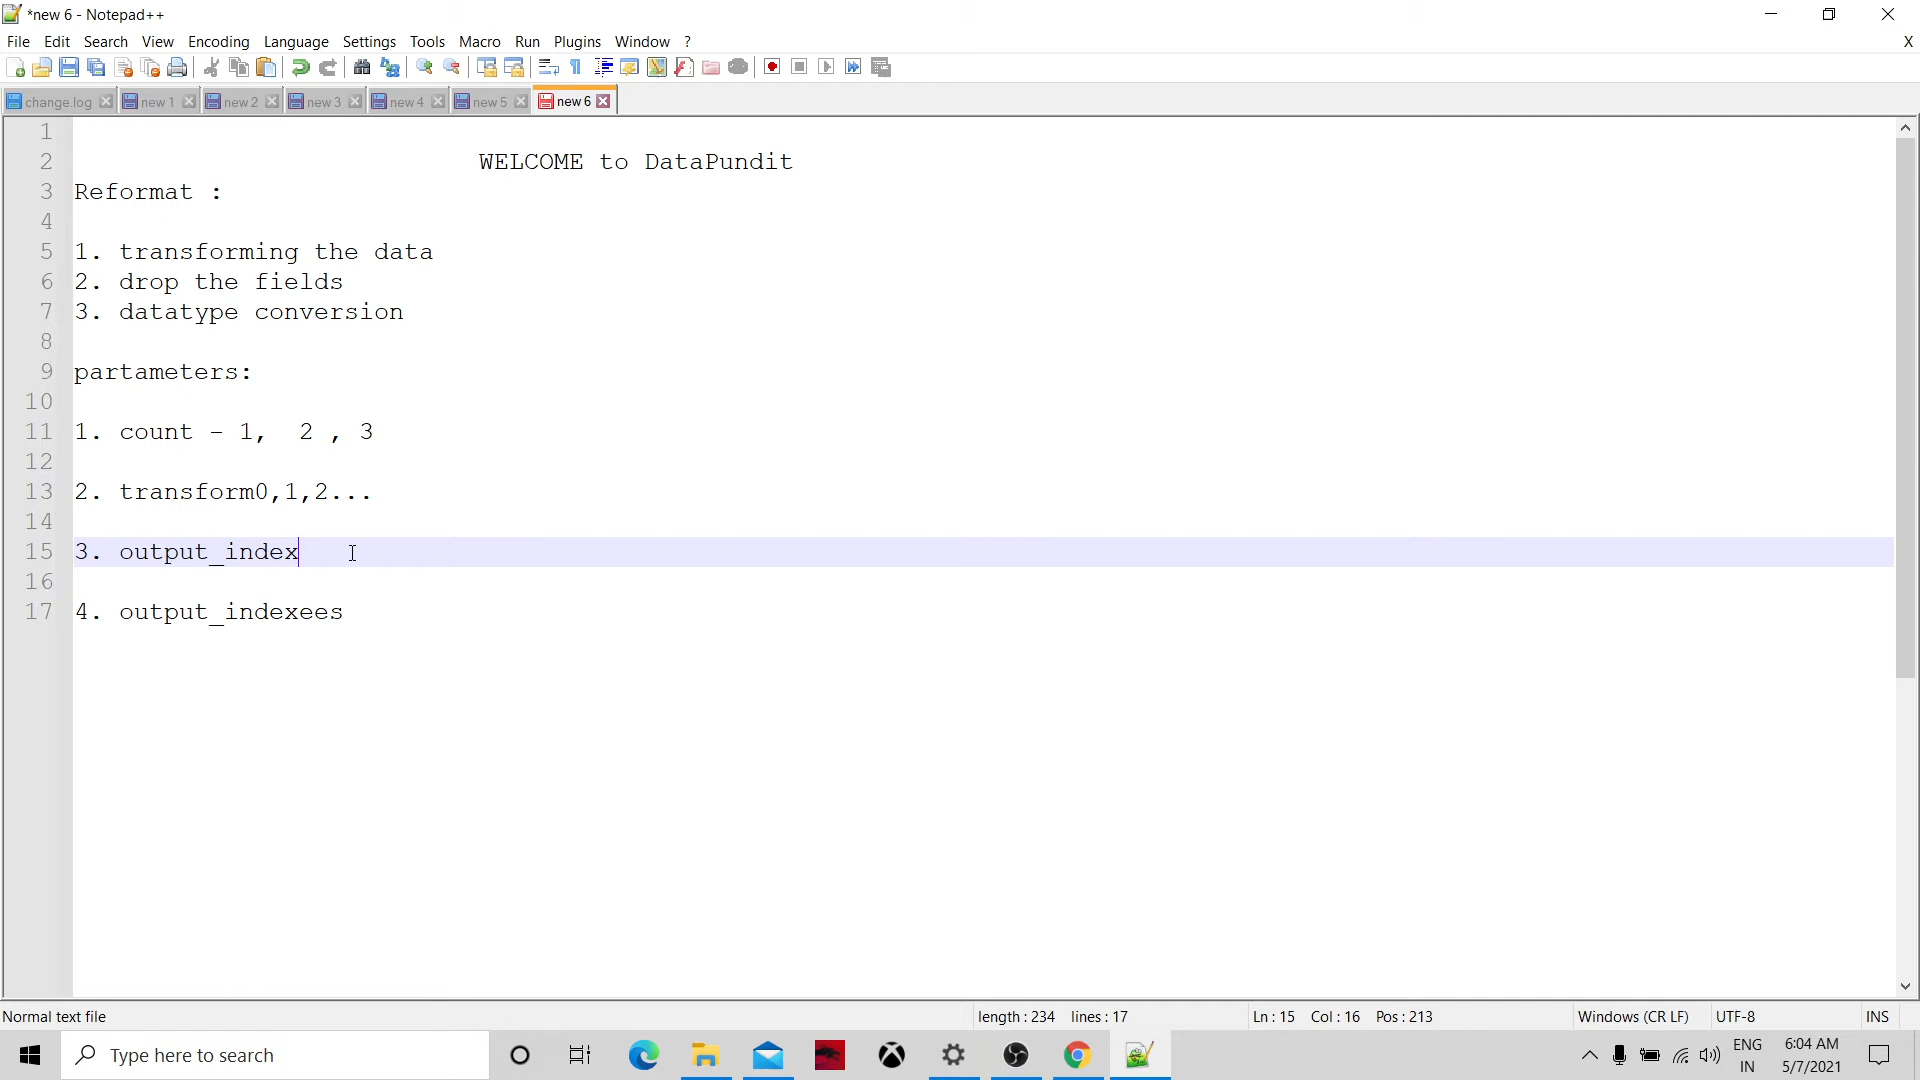 *new 6 - Notepad++
File Edit Search View Encoding Language Settings Tools Macro Run Plugins Window ? X
change.log new 1 new 2 new 3 new 4 new 5 new 6
1
2 WELCOME to DataPundit
3 Reformat :
4
5 1. transforming the data
6 2. drop the fields
7 3. datatype conversion
8
9 partameters:
10
11 1. count - 1, 2 , 3
12
13 2. transform0,1,2...
14
15 3. output_index
16
17 4. output_indexees
Normal text file length : 234 lines : 17 Ln : 15 Col : 16 Pos : 213 Windows (CR LF) UTF-8 INS
Type here to search ENG 6:04 AM
IN 5/7/2021